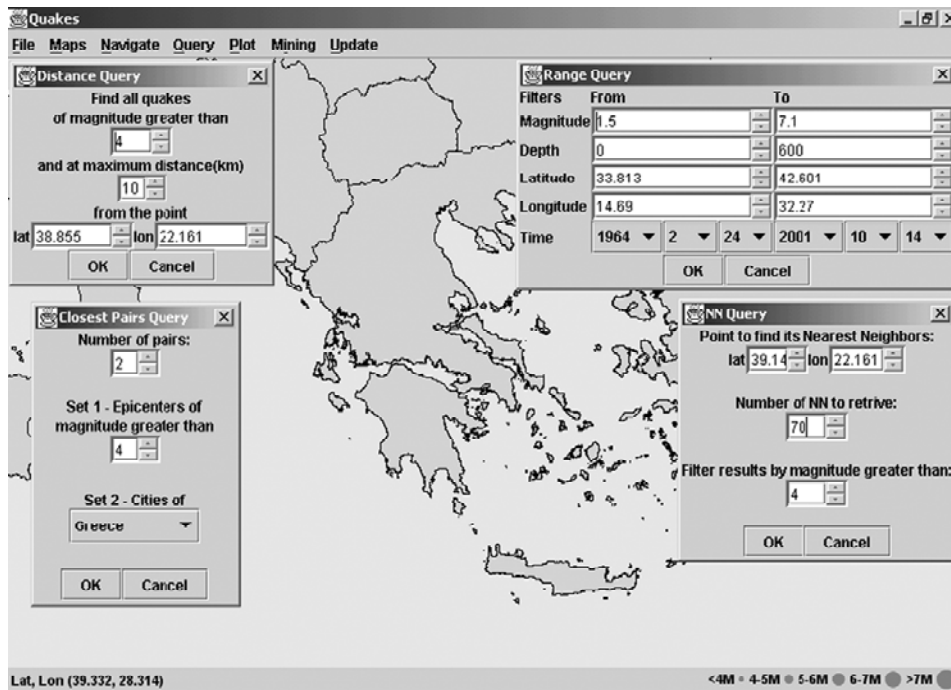 Quakes
File Maps Navigate Query Plot Mining Update
Distance Query
Find all quakes
of magnitude greater than
4
and at maximum distance(km)
10
from the point
lat 38.855 lon 22.161
OK Cancel
Range Query
Filters From To
Magnitude 1.5 7.1
Depth 0 600
Latitude 33.813 42.601
Longitude 14.69 32.27
Time 1964 2 24 2001 10 14
OK Cancel
Closest Pairs Query
Number of pairs:
2
Set 1 - Epicenters of
magnitude greater than
4
Set 2 - Cities of
Greece
OK Cancel
NN Query
Point to find its Nearest Neighbors:
lat 39.14 lon 22.161
Number of NN to retrive:
70
Filter results by magnitude greater than:
4
OK Cancel
Lat, Lon (39.332, 28.314)
<4M 4-5M 5-6M 6-7M >7M